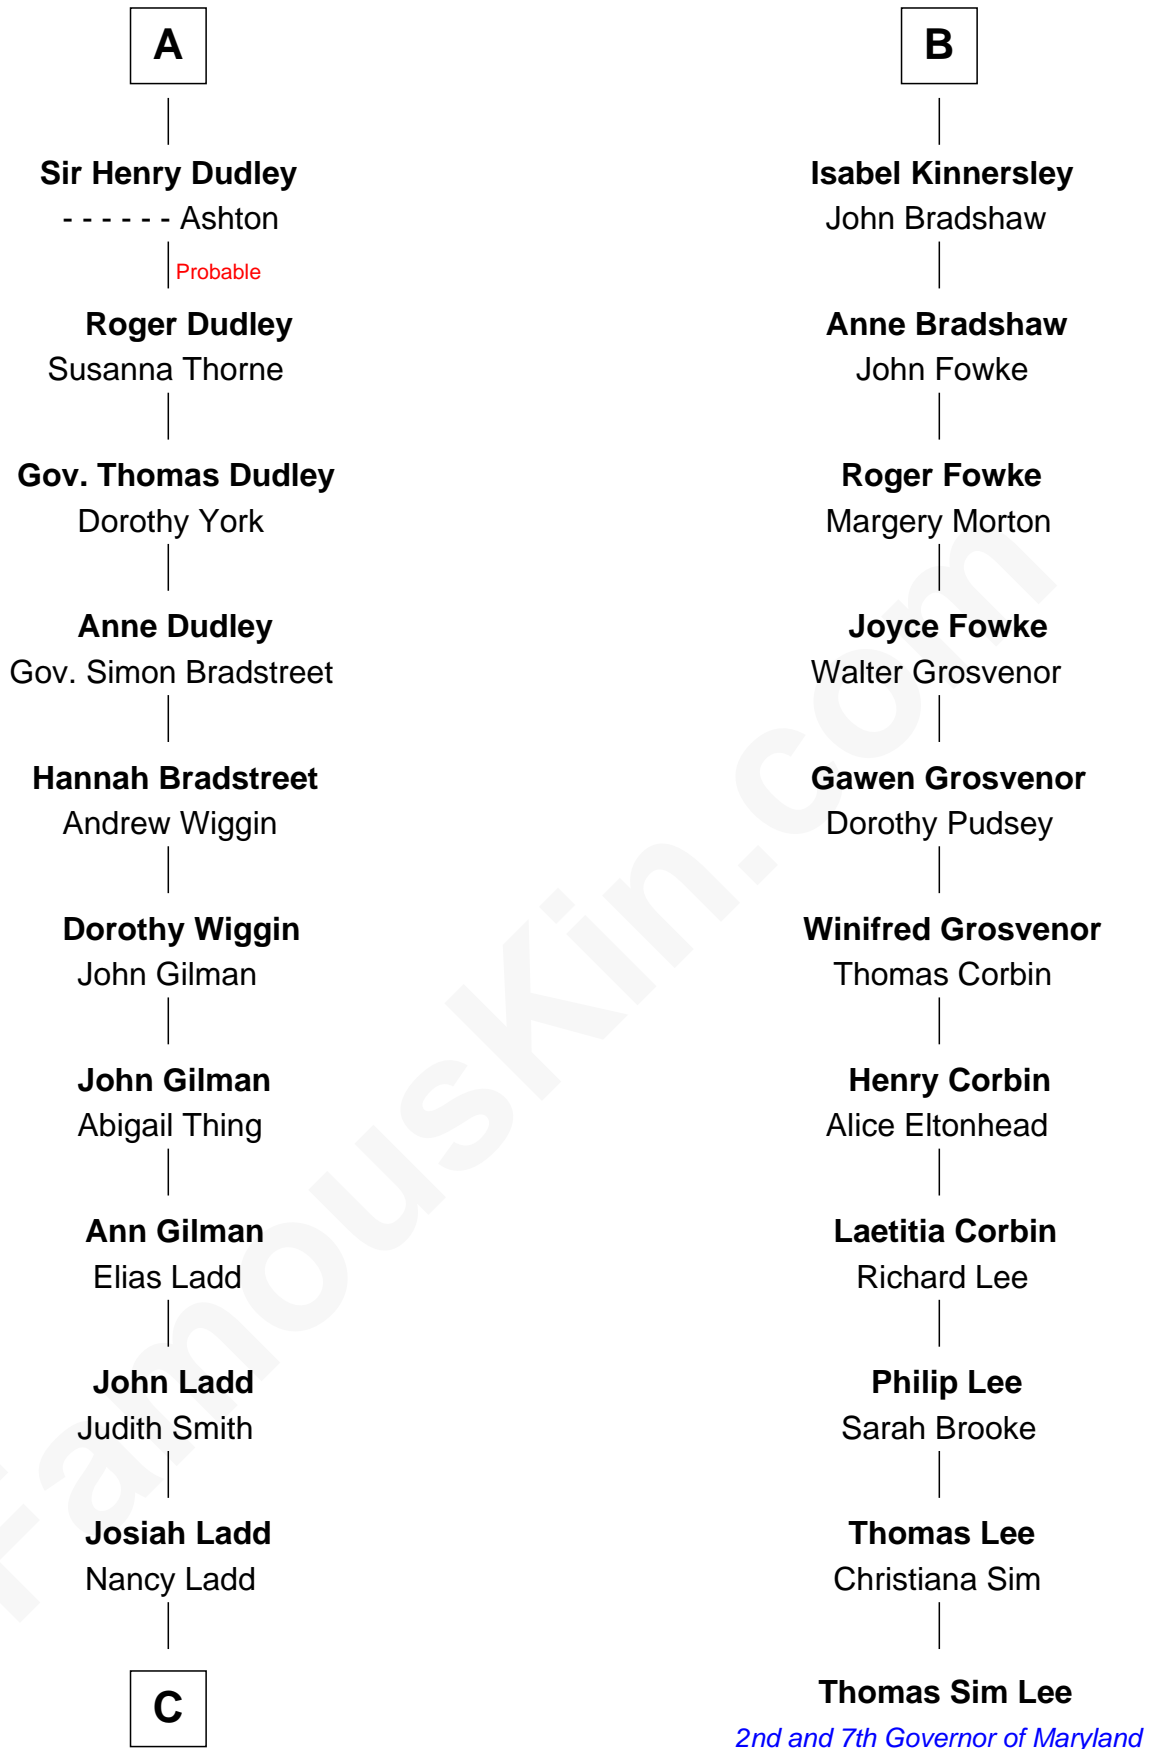 A
Sir Henry Dudley
- - - - - - Ashton
Probable
Roger Dudley
Susanna Thorne
Gov. Thomas Dudley
Dorothy York
Anne Dudley
Gov. Simon Bradstreet
Hannah Bradstreet
Andrew Wiggin
Dorothy Wiggin
John Gilman
John Gilman
Abigail Thing
Ann Gilman
Elias Ladd
John Ladd
Judith Smith
Josiah Ladd
Nancy Ladd
C
B
Isabel Kinnersley
John Bradshaw
Anne Bradshaw
John Fowke
Roger Fowke
Margery Morton
Joyce Fowke
Walter Grosvenor
Gawen Grosvenor
Dorothy Pudsey
Winifred Grosvenor
Thomas Corbin
Henry Corbin
Alice Eltonhead
Laetitia Corbin
Richard Lee
Philip Lee
Sarah Brooke
Thomas Lee
Christiana Sim
Thomas Sim Lee
2nd and 7th Governor of Maryland
FamousKin.com